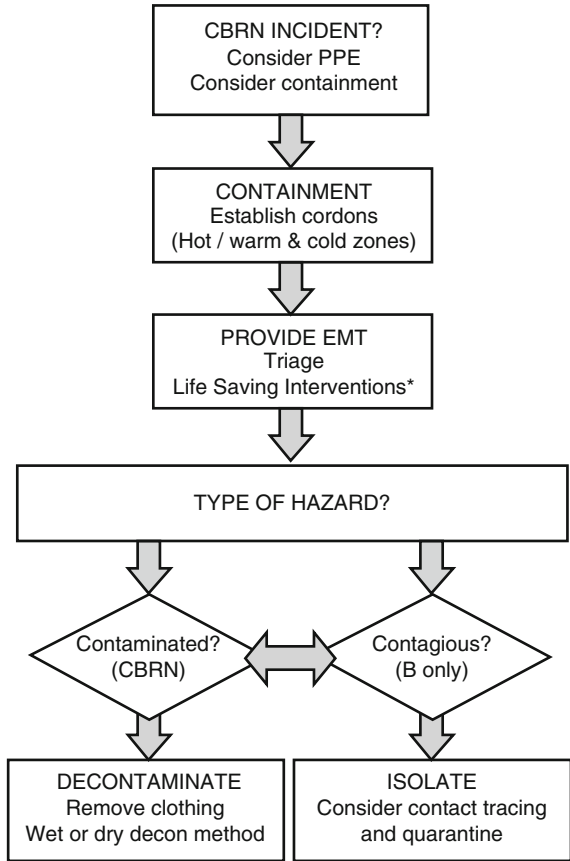 CBRN INCIDENT?
Consider PPE
Consider containment
CONTAINMENT
Establish cordons
(Hot / warm & cold zones)
PROVIDE EMT
Triage
Life Saving Interventions*
TYPE OF HAZARD?
Contaminated?
(CBRN)
Contagious?
(B only)
DECONTAMINATE
Remove clothing
Wet or dry decon method
ISOLATE
Consider contact tracing
and quarantine